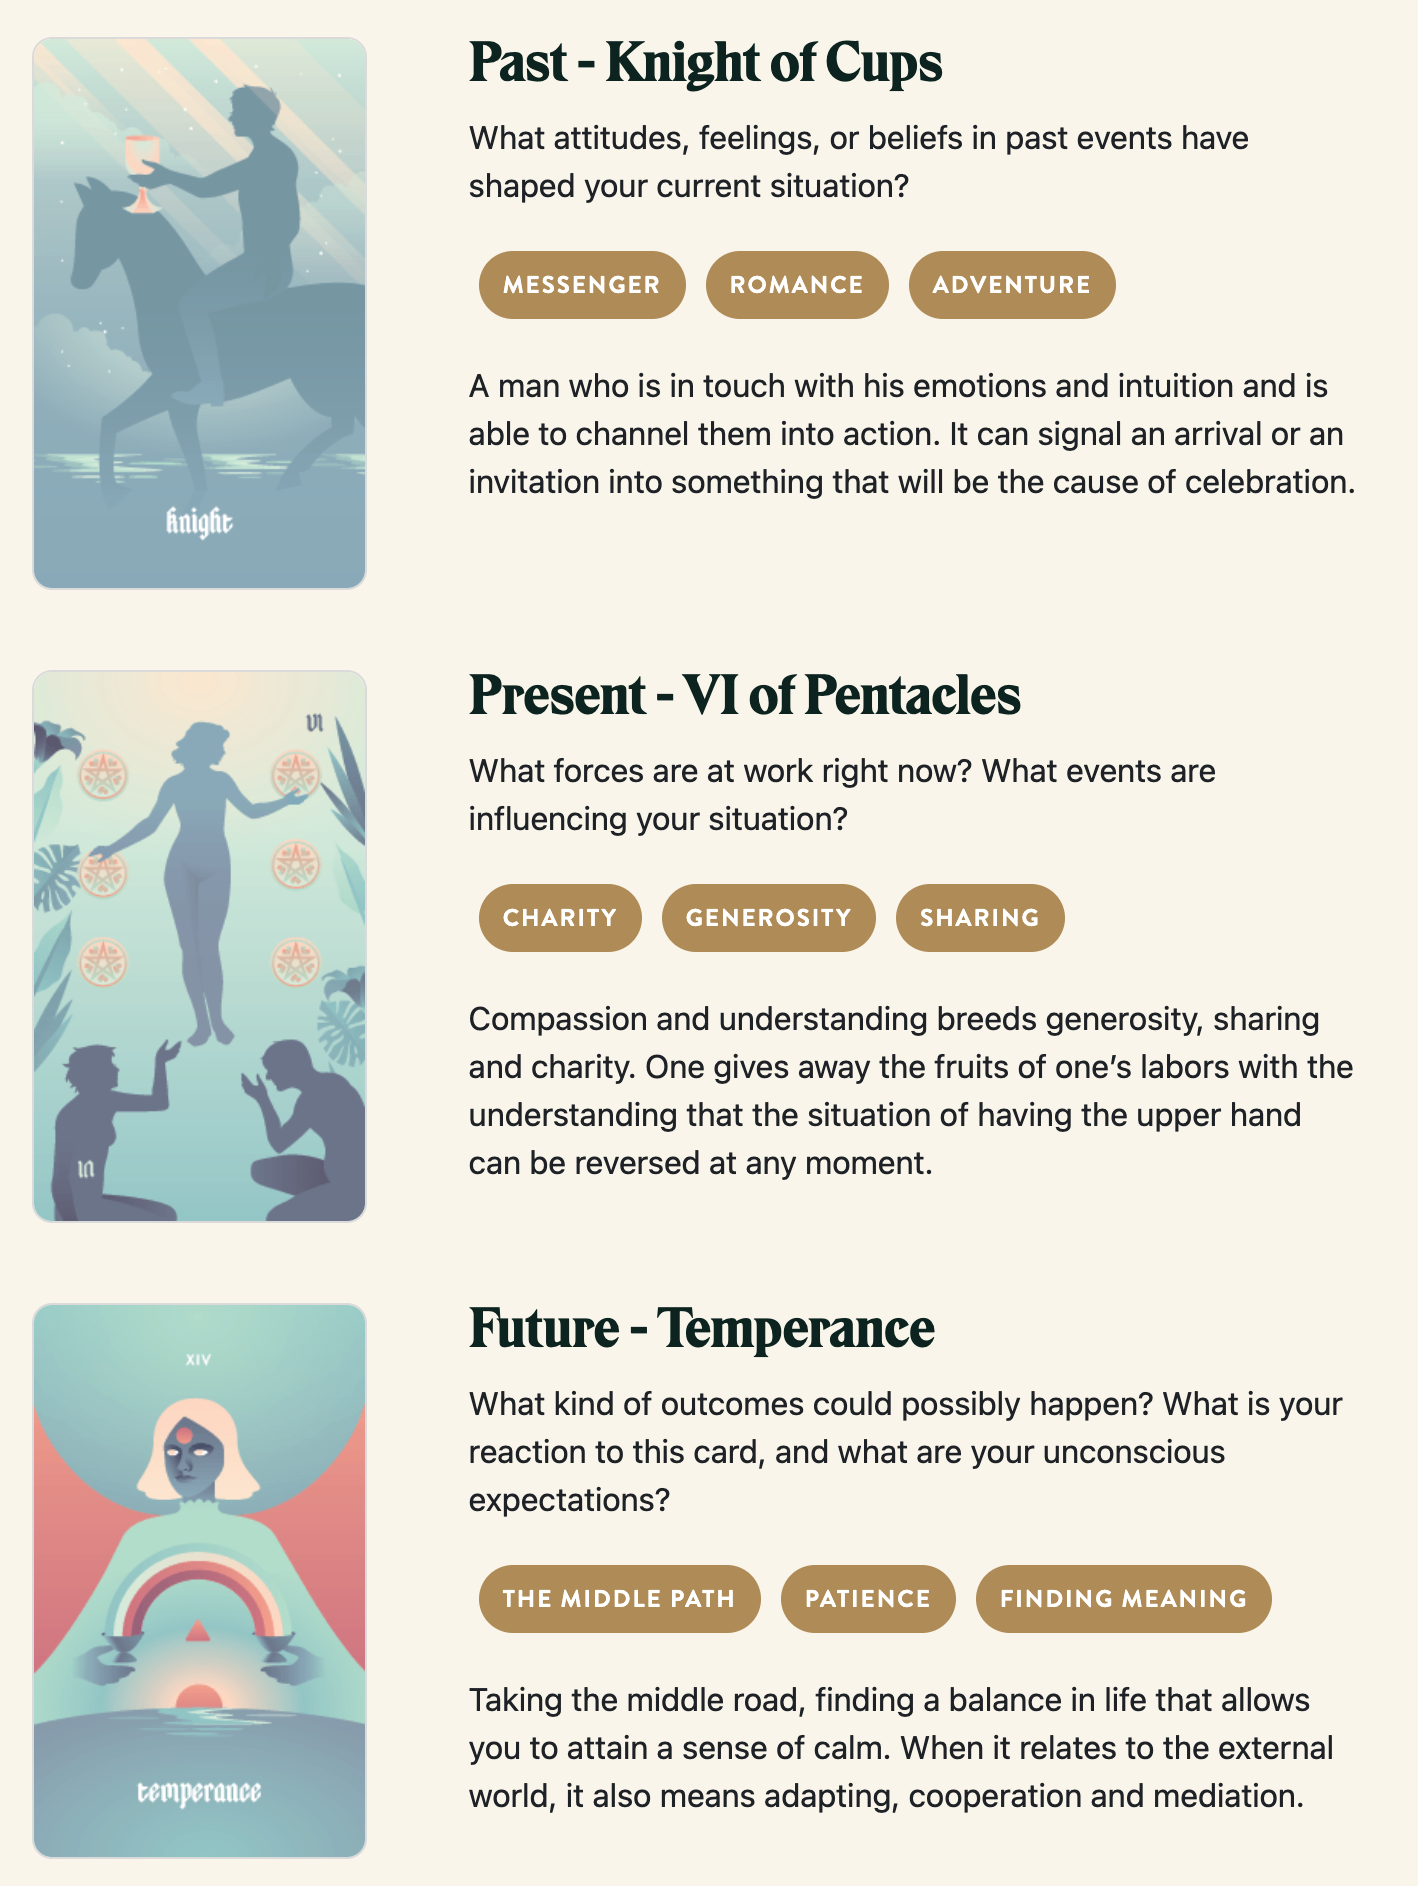 Past - Knight of Cups
What attitudes, feelings, or beliefs in past events have
shaped your current situation?
MESSENGER ROMANCE ADVENTURE
A man who is in touch with his emotions and intuition and is
able to channel them into action. It can signal an arrival or an
invitation into something that will be the cause of celebration.
knight
Present - VI of Pentacles
VI
What forces are at work right now? What events are
influencing your situation?
CHARITY GENEROSITY SHARING
Compassion and understanding breeds generosity, sharing
and charity. One gives away the fruits of one’s labors with the
understanding that the situation of having the upper hand
can be reversed at any moment.
VI
Future - Temperance
XIV
What kind of outcomes could possibly happen? What is your
reaction to this card, and what are your unconscious
expectations?
THE MIDDLE PATH PATIENCE FINDING MEANING
Taking the middle road, finding a balance in life that allows
you to attain a sense of calm. When it relates to the external
world, it also means adapting, cooperation and mediation.
temperance